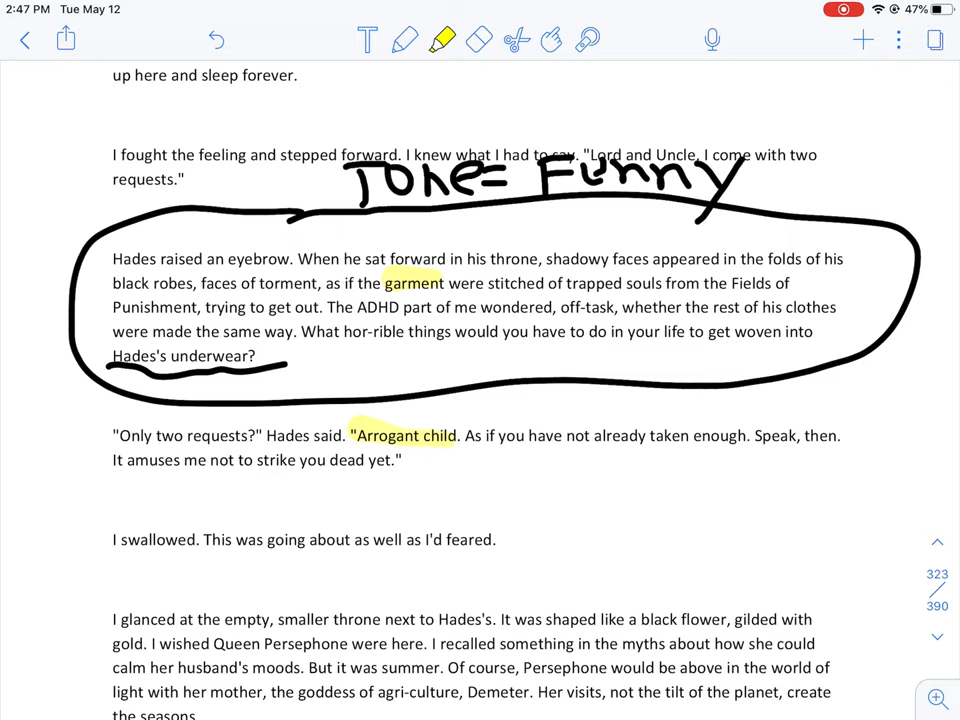 2:47 PM Tue May 12
47%
up here and sleep forever.
I fought the feeling and stepped forward. I knew what I had to say. "Lord and Uncle, I come with two
requests."
Tone= Funny
Hades raised an eyebrow. When he sat forward in his throne, shadowy faces appeared in the folds of his
black robes, faces of torment, as if the garment were stitched of trapped souls from the Fields of
Punishment, trying to get out. The ADHD part of me wondered, off-task, whether the rest of his clothes
were made the same way. What hor-rible things would you have to do in your life to get woven into
Hades's underwear?
"Only two requests?" Hades said. "Arrogant child. As if you have not already taken enough. Speak, then.
It amuses me not to strike you dead yet."
I swallowed. This was going about as well as I'd feared.
323
390
I glanced at the empty, smaller throne next to Hades's. It was shaped like a black flower, gilded with
gold. I wished Queen Persephone were here. I recalled something in the myths about how she could
calm her husband's moods. But it was summer. Of course, Persephone would be above in the world of
light with her mother, the goddess of agri-culture, Demeter. Her visits, not the tilt of the planet, create
the seasons.